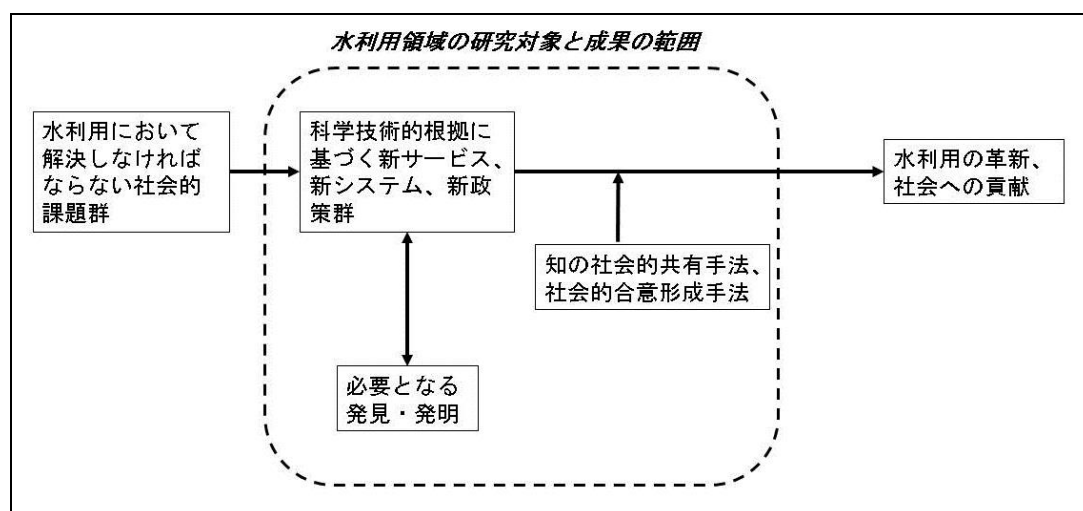 水利用領域の研究対象と成果の範囲
水利用において
解決しなければ
ならない社会的
課題群
科学技術的根拠に
基づく新サービス、
新システム、新政
策群
水利用の革新、
社会への貢献
知の社会的共有手法、
社会的合意形成手法
必要となる
発見・発明